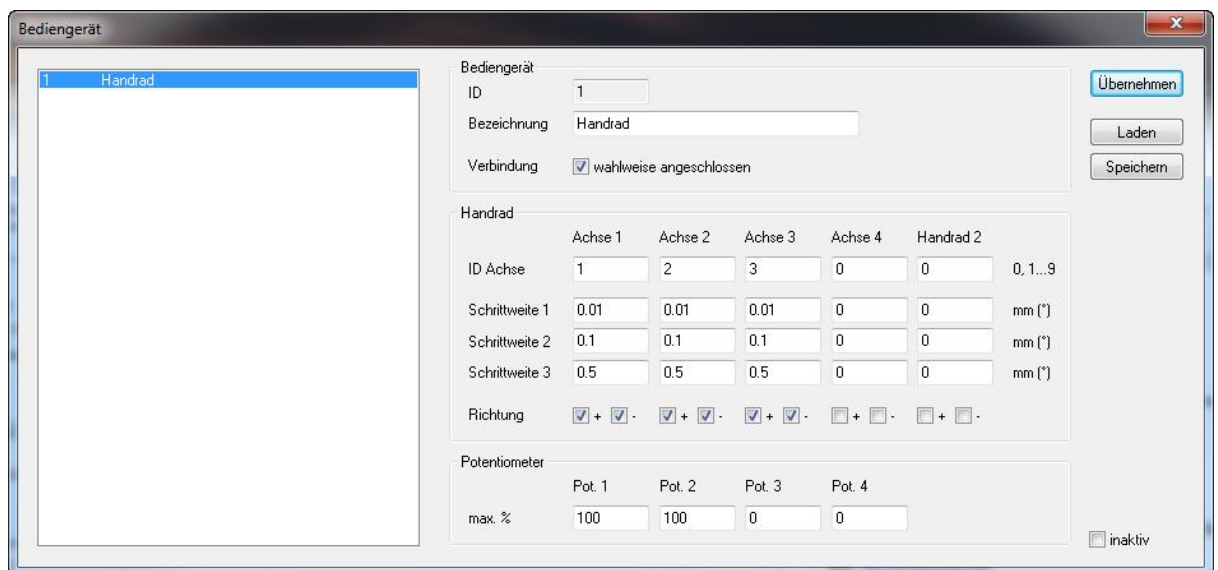 Bediengerät
x
1 Handrad
Bediengerät
ID 1
Bezeichnung Handrad
Verbindung wahlweise angeschlossen
Übernehmen
Laden
Speichern
Handrad
Achse 1 Achse 2 Achse 3 Achse 4 Handrad 2
ID Achse 1 2 3 0 0 0, 1...9
Schrittweite 1 0.01 0.01 0.01 0 0 mm (°)
Schrittweite 2 0.1 0.1 0.1 0 0 mm (°)
Schrittweite 3 0.5 0.5 0.5 0 0 mm (°)
Richtung + - + - + - + - + -
Potentiometer
Pot. 1 Pot. 2 Pot. 3 Pot. 4
max. % 100 100 0 0
inaktiv